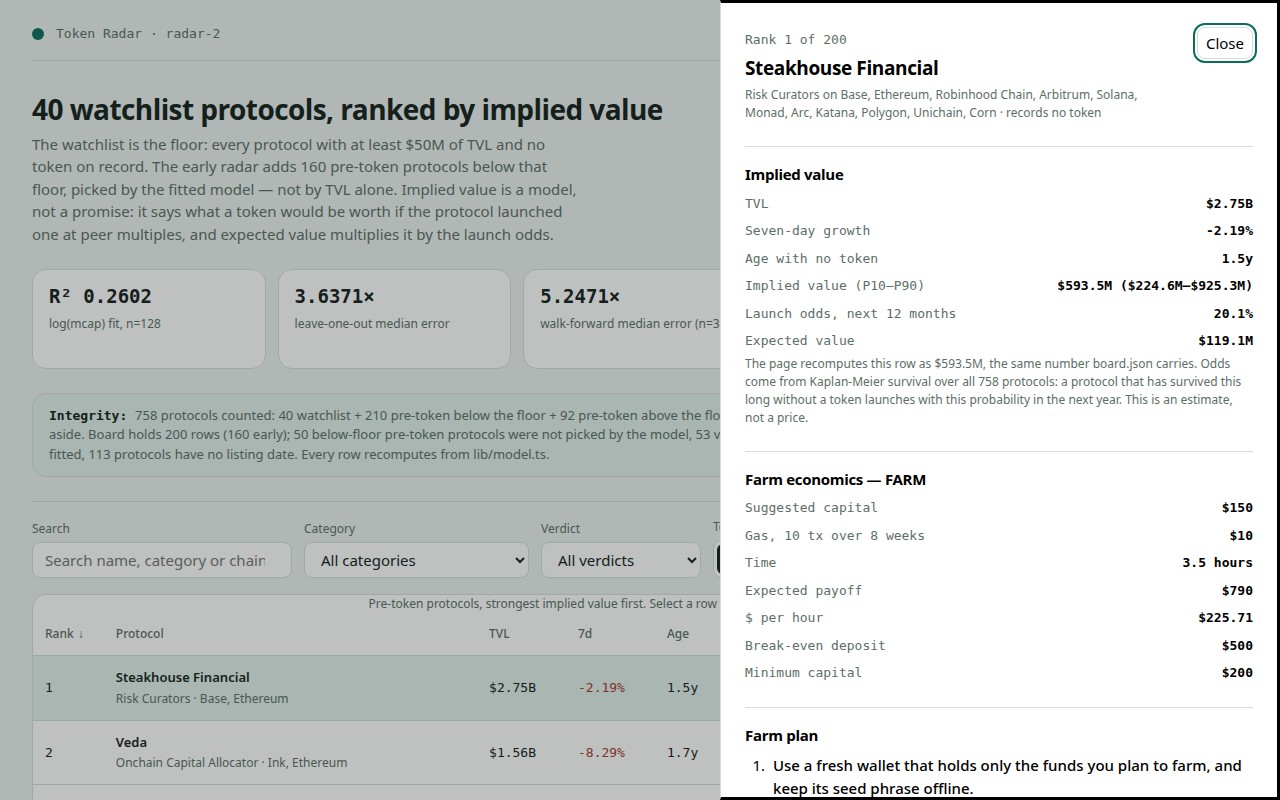 Token Radar · radar-2
40 watchlist protocols, ranked by implied value
The watchlist is the floor: every protocol with at least $50M of TVL and no
token on record. The early radar adds 160 pre-token protocols below that
floor, picked by the fitted model — not by TVL alone. Implied value is a model,
not a promise: it says what a token would be worth if the protocol launched
one at peer multiples, and expected value multiplies it by the launch odds.
R² 0.2602
log(mcap) fit, n=128
3.6371×
leave-one-out median error
5.2471×
walk-forward median error (n=3
Integrity: 758 protocols counted: 40 watchlist + 210 pre-token below the floor + 92 pre-token above the flo
aside. Board holds 200 rows (160 early); 50 below-floor pre-token protocols were not picked by the model, 53 v
fitted, 113 protocols have no listing date. Every row recomputes from lib/model.ts.
Search
Category
Verdict
Search name, category or chain
All categories
All verdicts
Pre-token protocols, strongest implied value first. Select a row
Rank ↓ Protocol TVL 7d Age
1 Steakhouse Financial $2.75B -2.19% 1.5y
Risk Curators · Base, Ethereum
2 Veda $1.56B -8.29% 1.7y
Onchain Capital Allocator · Ink, Ethereum
Rank 1 of 200
Close
Steakhouse Financial
Risk Curators on Base, Ethereum, Robinhood Chain, Arbitrum, Solana,
Monad, Arc, Katana, Polygon, Unichain, Corn · records no token
Implied value
TVL $2.75B
Seven-day growth -2.19%
Age with no token 1.5y
Implied value (P10–P90) $593.5M ($224.6M–$925.3M)
Launch odds, next 12 months 20.1%
Expected value $119.1M
The page recomputes this row as $593.5M, the same number board.json carries. Odds
come from Kaplan-Meier survival over all 758 protocols: a protocol that has survived this
long without a token launches with this probability in the next year. This is an estimate,
not a price.
Farm economics — FARM
Suggested capital $150
Gas, 10 tx over 8 weeks $10
Time 3.5 hours
Expected payoff $790
$ per hour $225.71
Break-even deposit $500
Minimum capital $200
Farm plan
1. Use a fresh wallet that holds only the funds you plan to farm, and
keep its seed phrase offline.